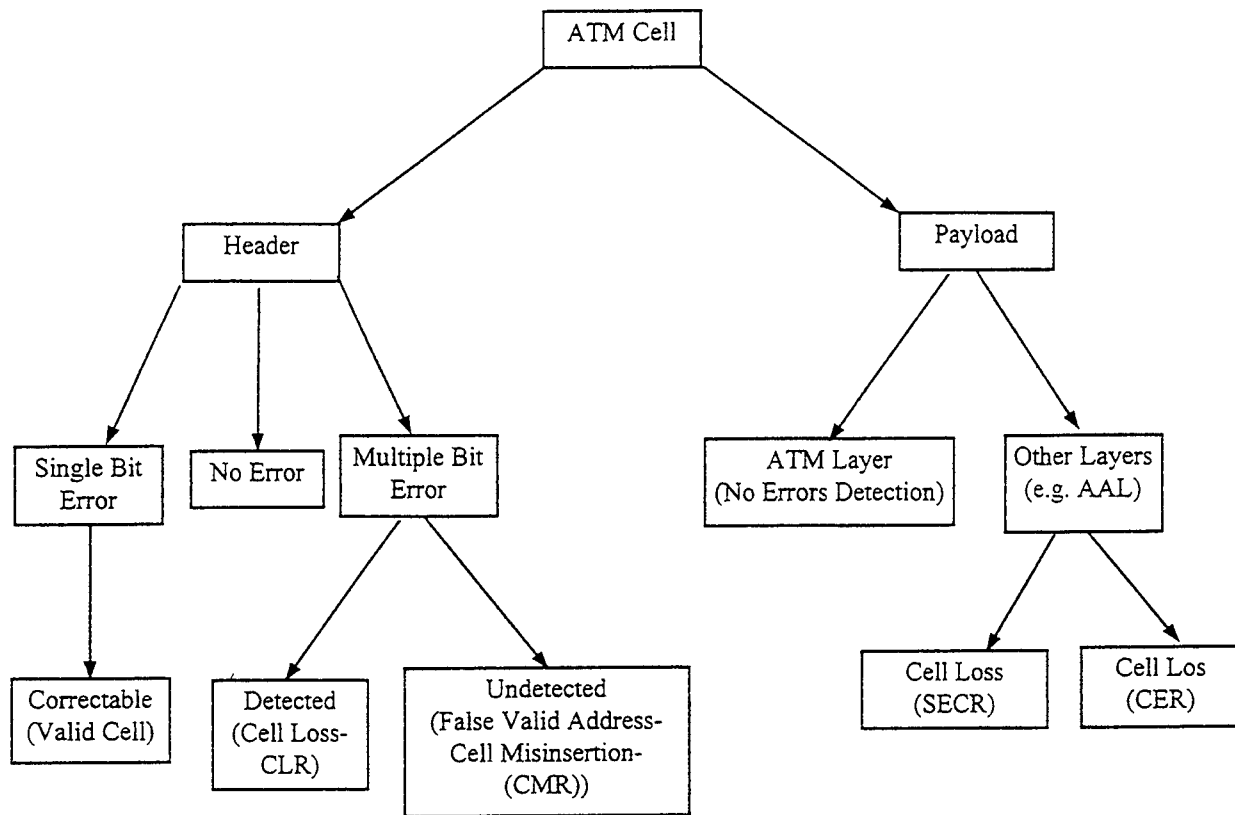 ATM Cell
Header
Payload
Single Bit
Error
No Error
Multiple Bit
Error
ATM Layer
(No Errors Detection)
Other Layers
(e.g. AAL)
Correctable
(Valid Cell)
Detected
(Cell Loss-
CLR)
Undetected
(False Valid Address-
Cell Misinsertion-
(CMR))
Cell Loss
(SECR)
Cell Los
(CER)